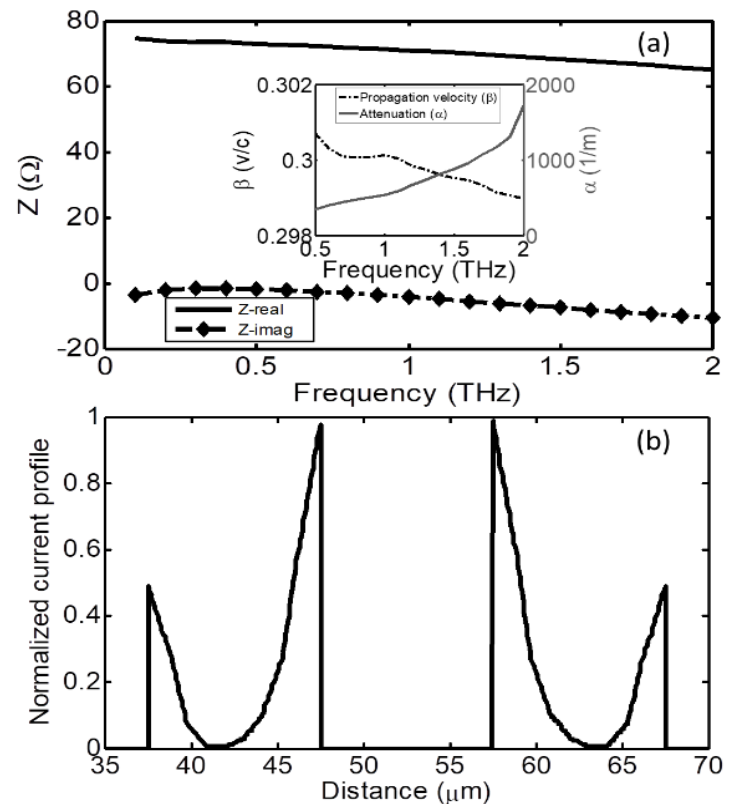 80
(a)
60
40
20
0
-20
Z (Ω)
0.302
0.3
0.298
β (v/c)
Propagation velocity (β)
Attenuation (α)
2000
1000
0
α (1/m)
0.5 1 1.5 2
Frequency (THz)
Z-real
Z-imag
0 0.5 1 1.5 2
Frequency (THz)
1
(b)
0.8
0.6
0.4
0.2
0
Normalized current profile
35 40 45 50 55 60 65 70
Distance (μm)